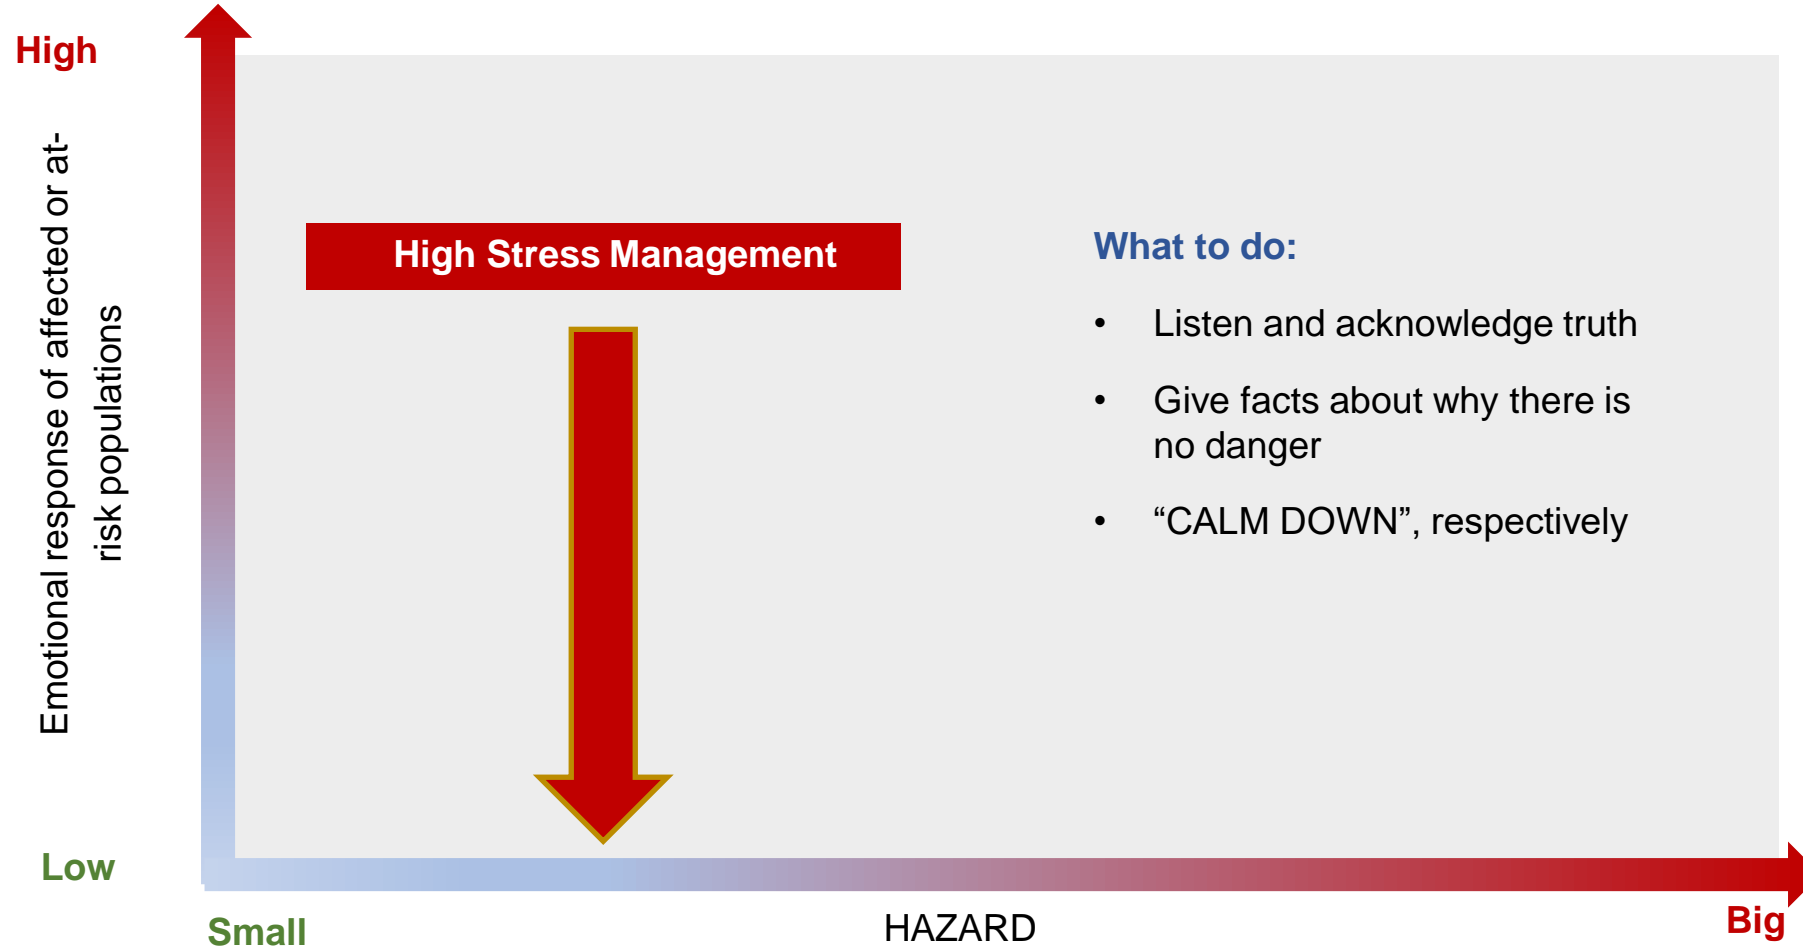 High
Emotional response of affected or at-
risk populations
High Stress Management
What to do:
• Listen and acknowledge truth
• Give facts about why there is
no danger
• “CALM DOWN”, respectively
Low
Small
HAZARD
Big